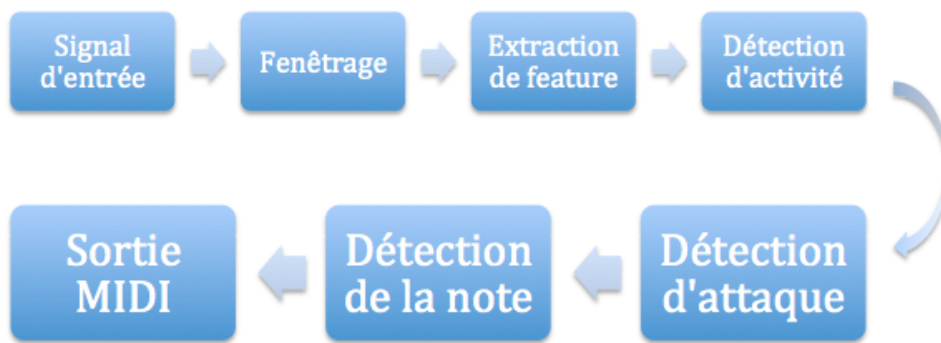 Signal
d'entrée
Fenêtrage
Extraction
de feature
Détection
d'activité
Détection
d'attaque
Détection
de la note
Sortie
MIDI